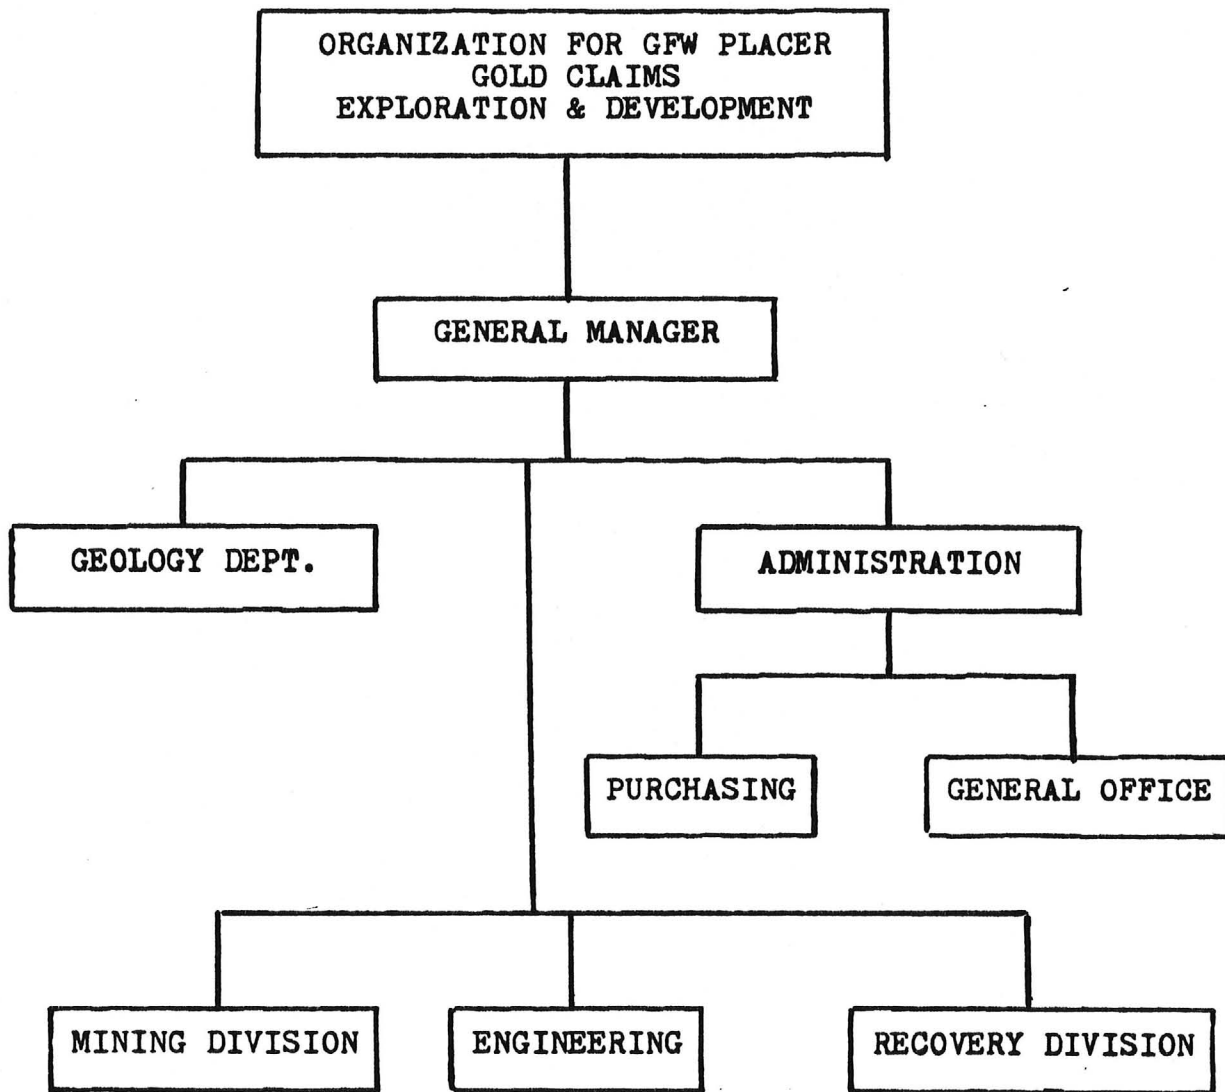 ORGANIZATION FOR GFW PLACER
GOLD CLAIMS
EXPLORATION & DEVELOPMENT
GENERAL MANAGER
GEOLOGY DEPT.
ADMINISTRATION
PURCHASING
GENERAL OFFICE
MINING DIVISION
ENGINEERING
RECOVERY DIVISION